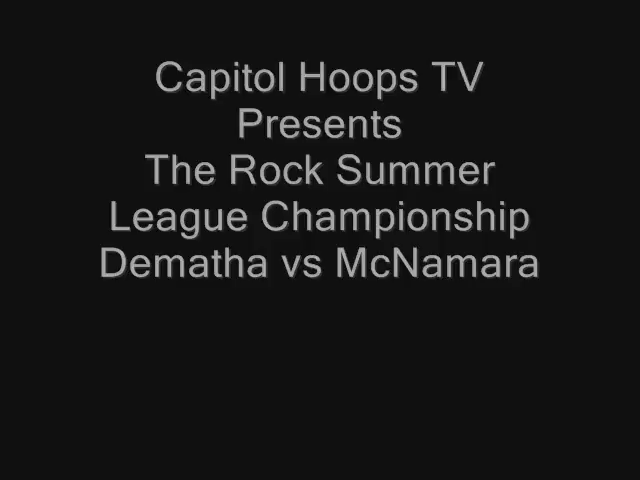 Capitol Hoops TV
Presents
The Rock Summer
League Championship
Dematha vs McNamara